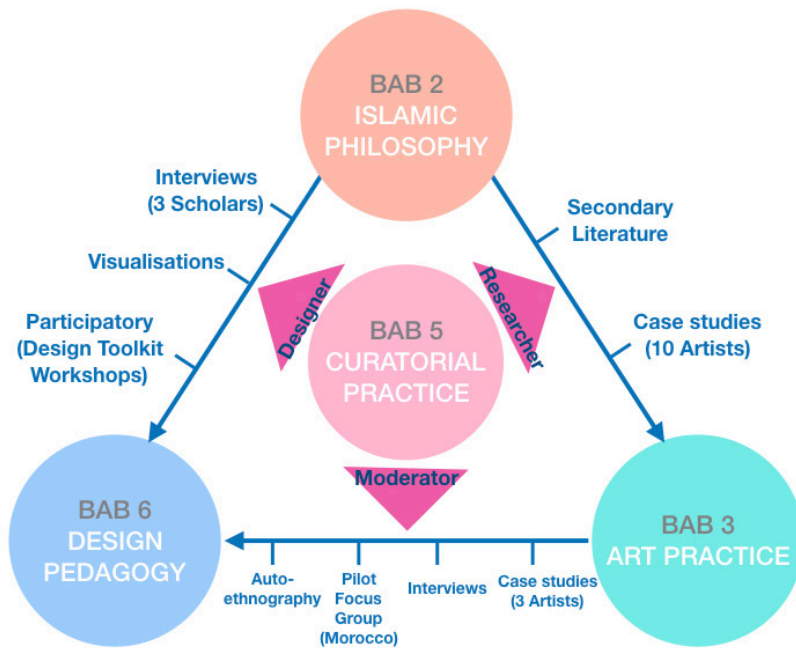 BAB 2
ISLAMIC
PHILOSOPHY
Interviews
(3 Scholars)
Visualisations
Participatory
(Design Toolkit
Workshops)
Secondary
Literature
Case studies
(10 Artists)
Designer
Researcher
BAB 5
CURATORIAL
PRACTICE
Moderator
BAB 6
DESIGN
PEDAGOGY
BAB 3
ART PRACTICE
Auto-
ethnography
Pilot
Focus
Group
(Morocco)
Interviews
Case studies
(3 Artists)